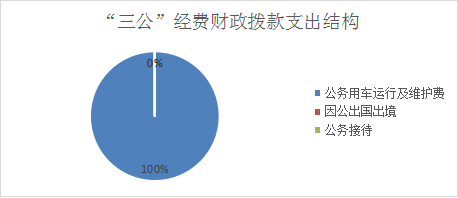 “三公”经费财政拨款支出结构
0%
100%
公务用车运行及维护费
因公出国出境
公务接待